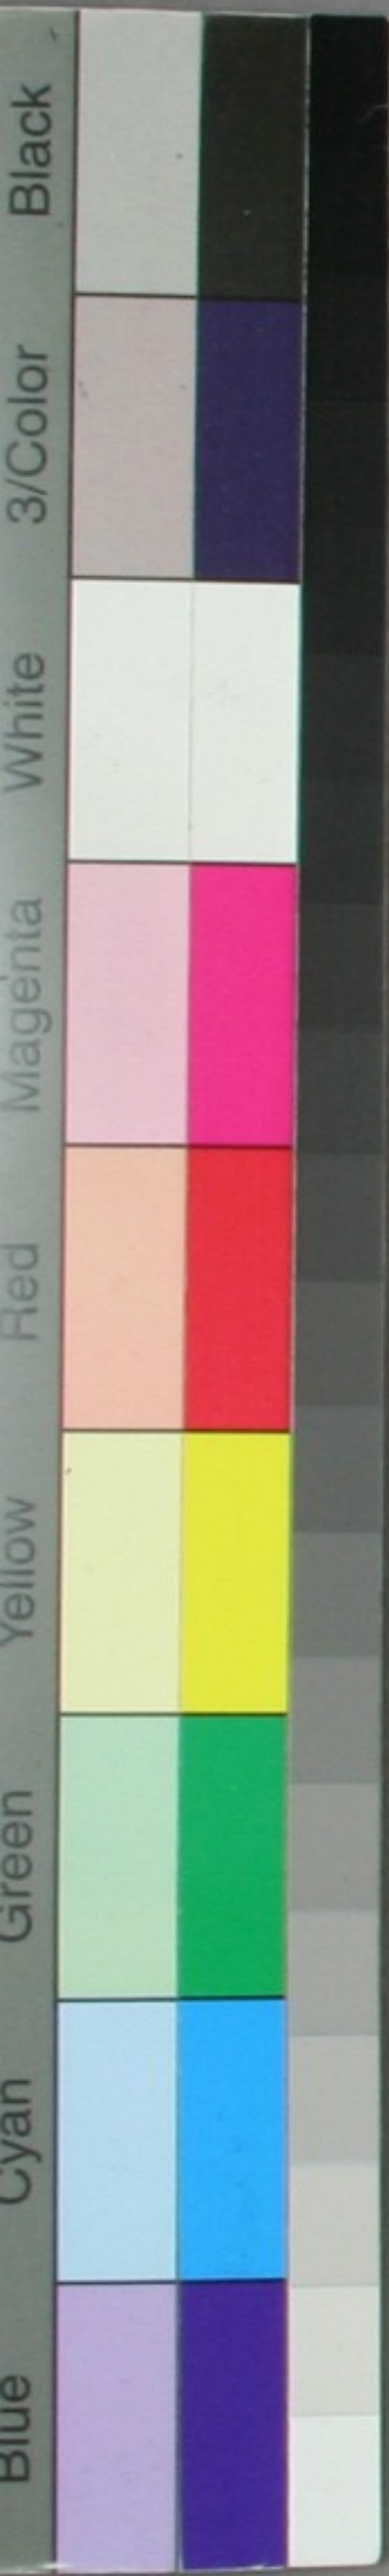 Blue
Cyan
Green
Yellow
Red
Magenta
White
3/Color
Black